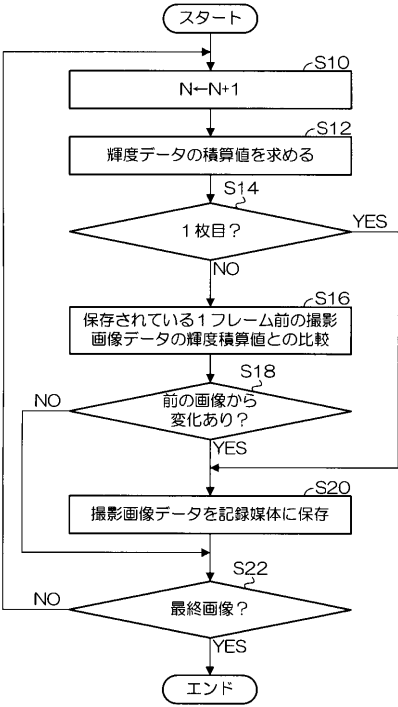 スタート
S10
N←N+1
S12
輝度データの積算値を求める
S14
1枚目？
YES
NO
S16
保存されている1フレーム前の撮影
画像データの輝度積算値との比較
S18
前の画像から
変化あり？
NO
YES
S20
撮影画像データを記録媒体に保存
S22
最終画像？
NO
YES
エンド